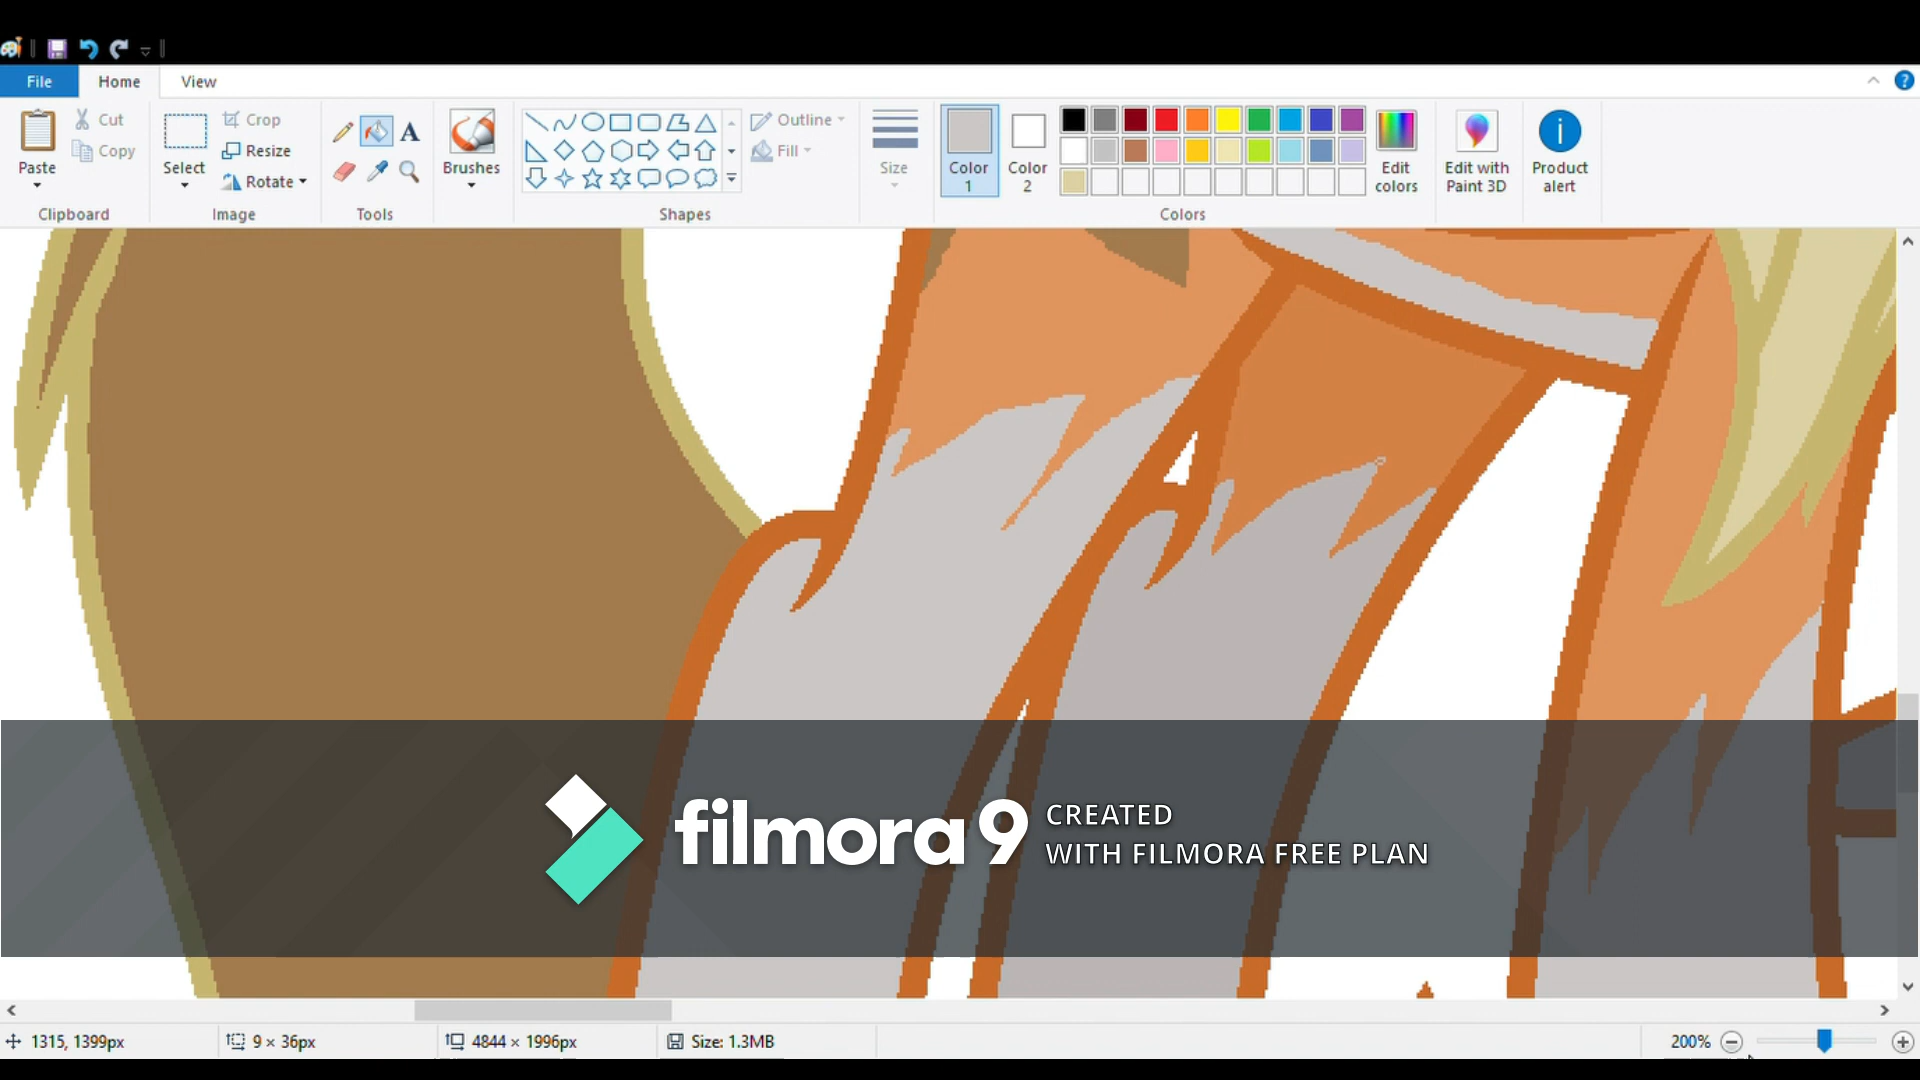 File Home View
Paste
Cut
Copy
Clipboard
Select
Crop
Resize
Rotate
Image
A
Tools
Brushes
Shapes
Outline
Fill
Size
Color 1
Color 2
Edit colors
Colors
Edit with Paint 3D
Product alert
filmora9
CREATED
WITH FILMORA FREE PLAN
1315, 1399px
9 × 36px
4844 × 1996px
Size: 1.3MB
200%